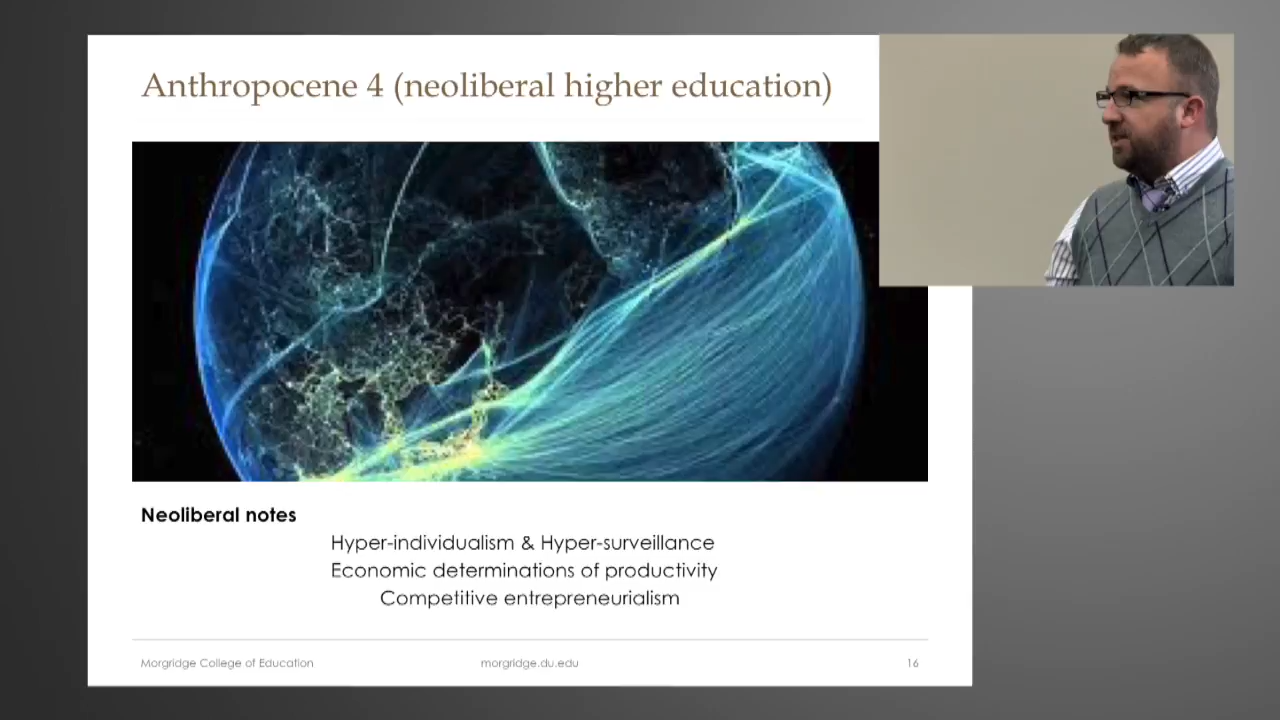 Anthropocene 4 (neoliberal higher education)
Neoliberal notes
Hyper-individualism & Hyper-surveillance
Economic determinations of productivity
Competitive entrepreneurialism
Morgridge College of Education morgridge.du.edu 16